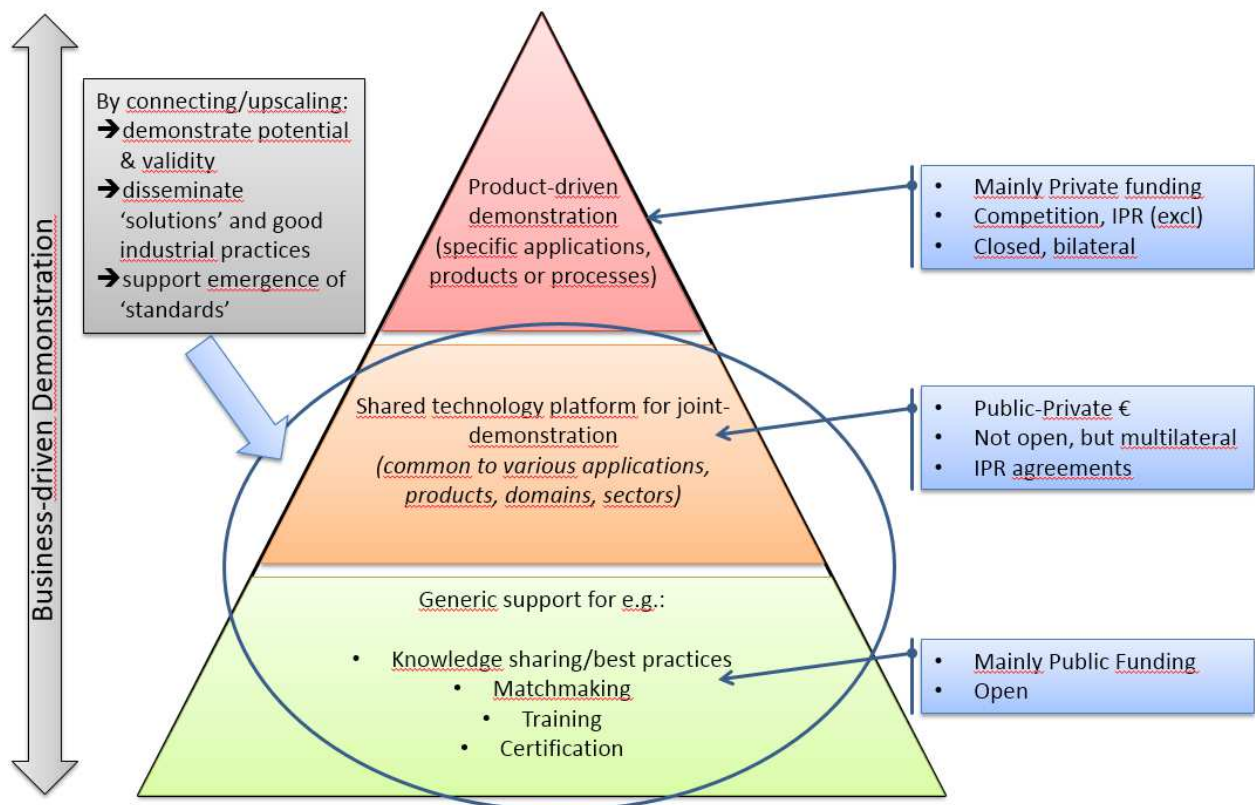 Business-driven Demonstration
By connecting/upscaling:
➔demonstrate potential
& validity
➔disseminate
‘solutions’ and good
industrial practices
➔support emergence of
‘standards’
Product-driven
demonstration
(specific applications,
products or processes)
• Mainly Private funding
• Competition, IPR (excl)
• Closed, bilateral
Shared technology platform for joint-
demonstration
(common to various applications,
products, domains, sectors)
• Public-Private €
• Not open, but multilateral
• IPR agreements
Generic support for e.g.:
• Knowledge sharing/best practices
• Matchmaking
• Training
• Certification
• Mainly Public Funding
• Open